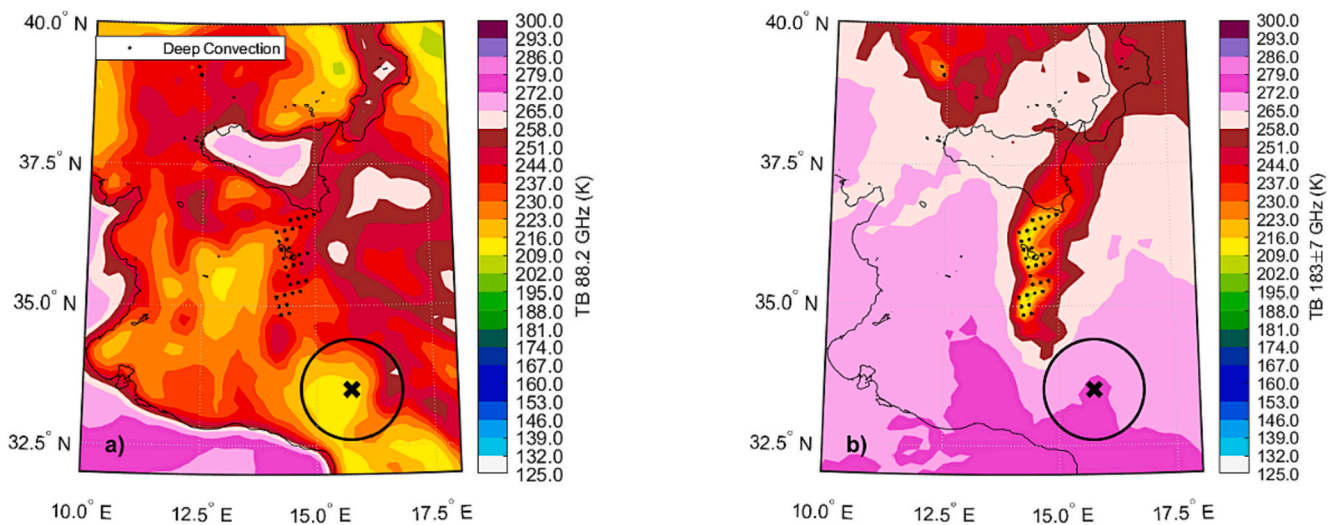 40.0° N
37.5° N
35.0° N
32.5° N
10.0° E
12.5° E
15.0° E
17.5° E
Deep Convection
a)
300.0
293.0
286.0
279.0
272.0
265.0
258.0
251.0
244.0
237.0
230.0
223.0
216.0
209.0
202.0
195.0
188.0
181.0
174.0
167.0
160.0
153.0
146.0
139.0
132.0
125.0
TB 88.2 GHz (K)
40.0° N
37.5° N
35.0° N
32.5° N
10.0° E
12.5° E
15.0° E
17.5° E
b)
300.0
293.0
286.0
279.0
272.0
265.0
258.0
251.0
244.0
237.0
230.0
223.0
216.0
209.0
202.0
195.0
188.0
181.0
174.0
167.0
160.0
153.0
146.0
139.0
132.0
125.0
TB 183±7 GHz (K)